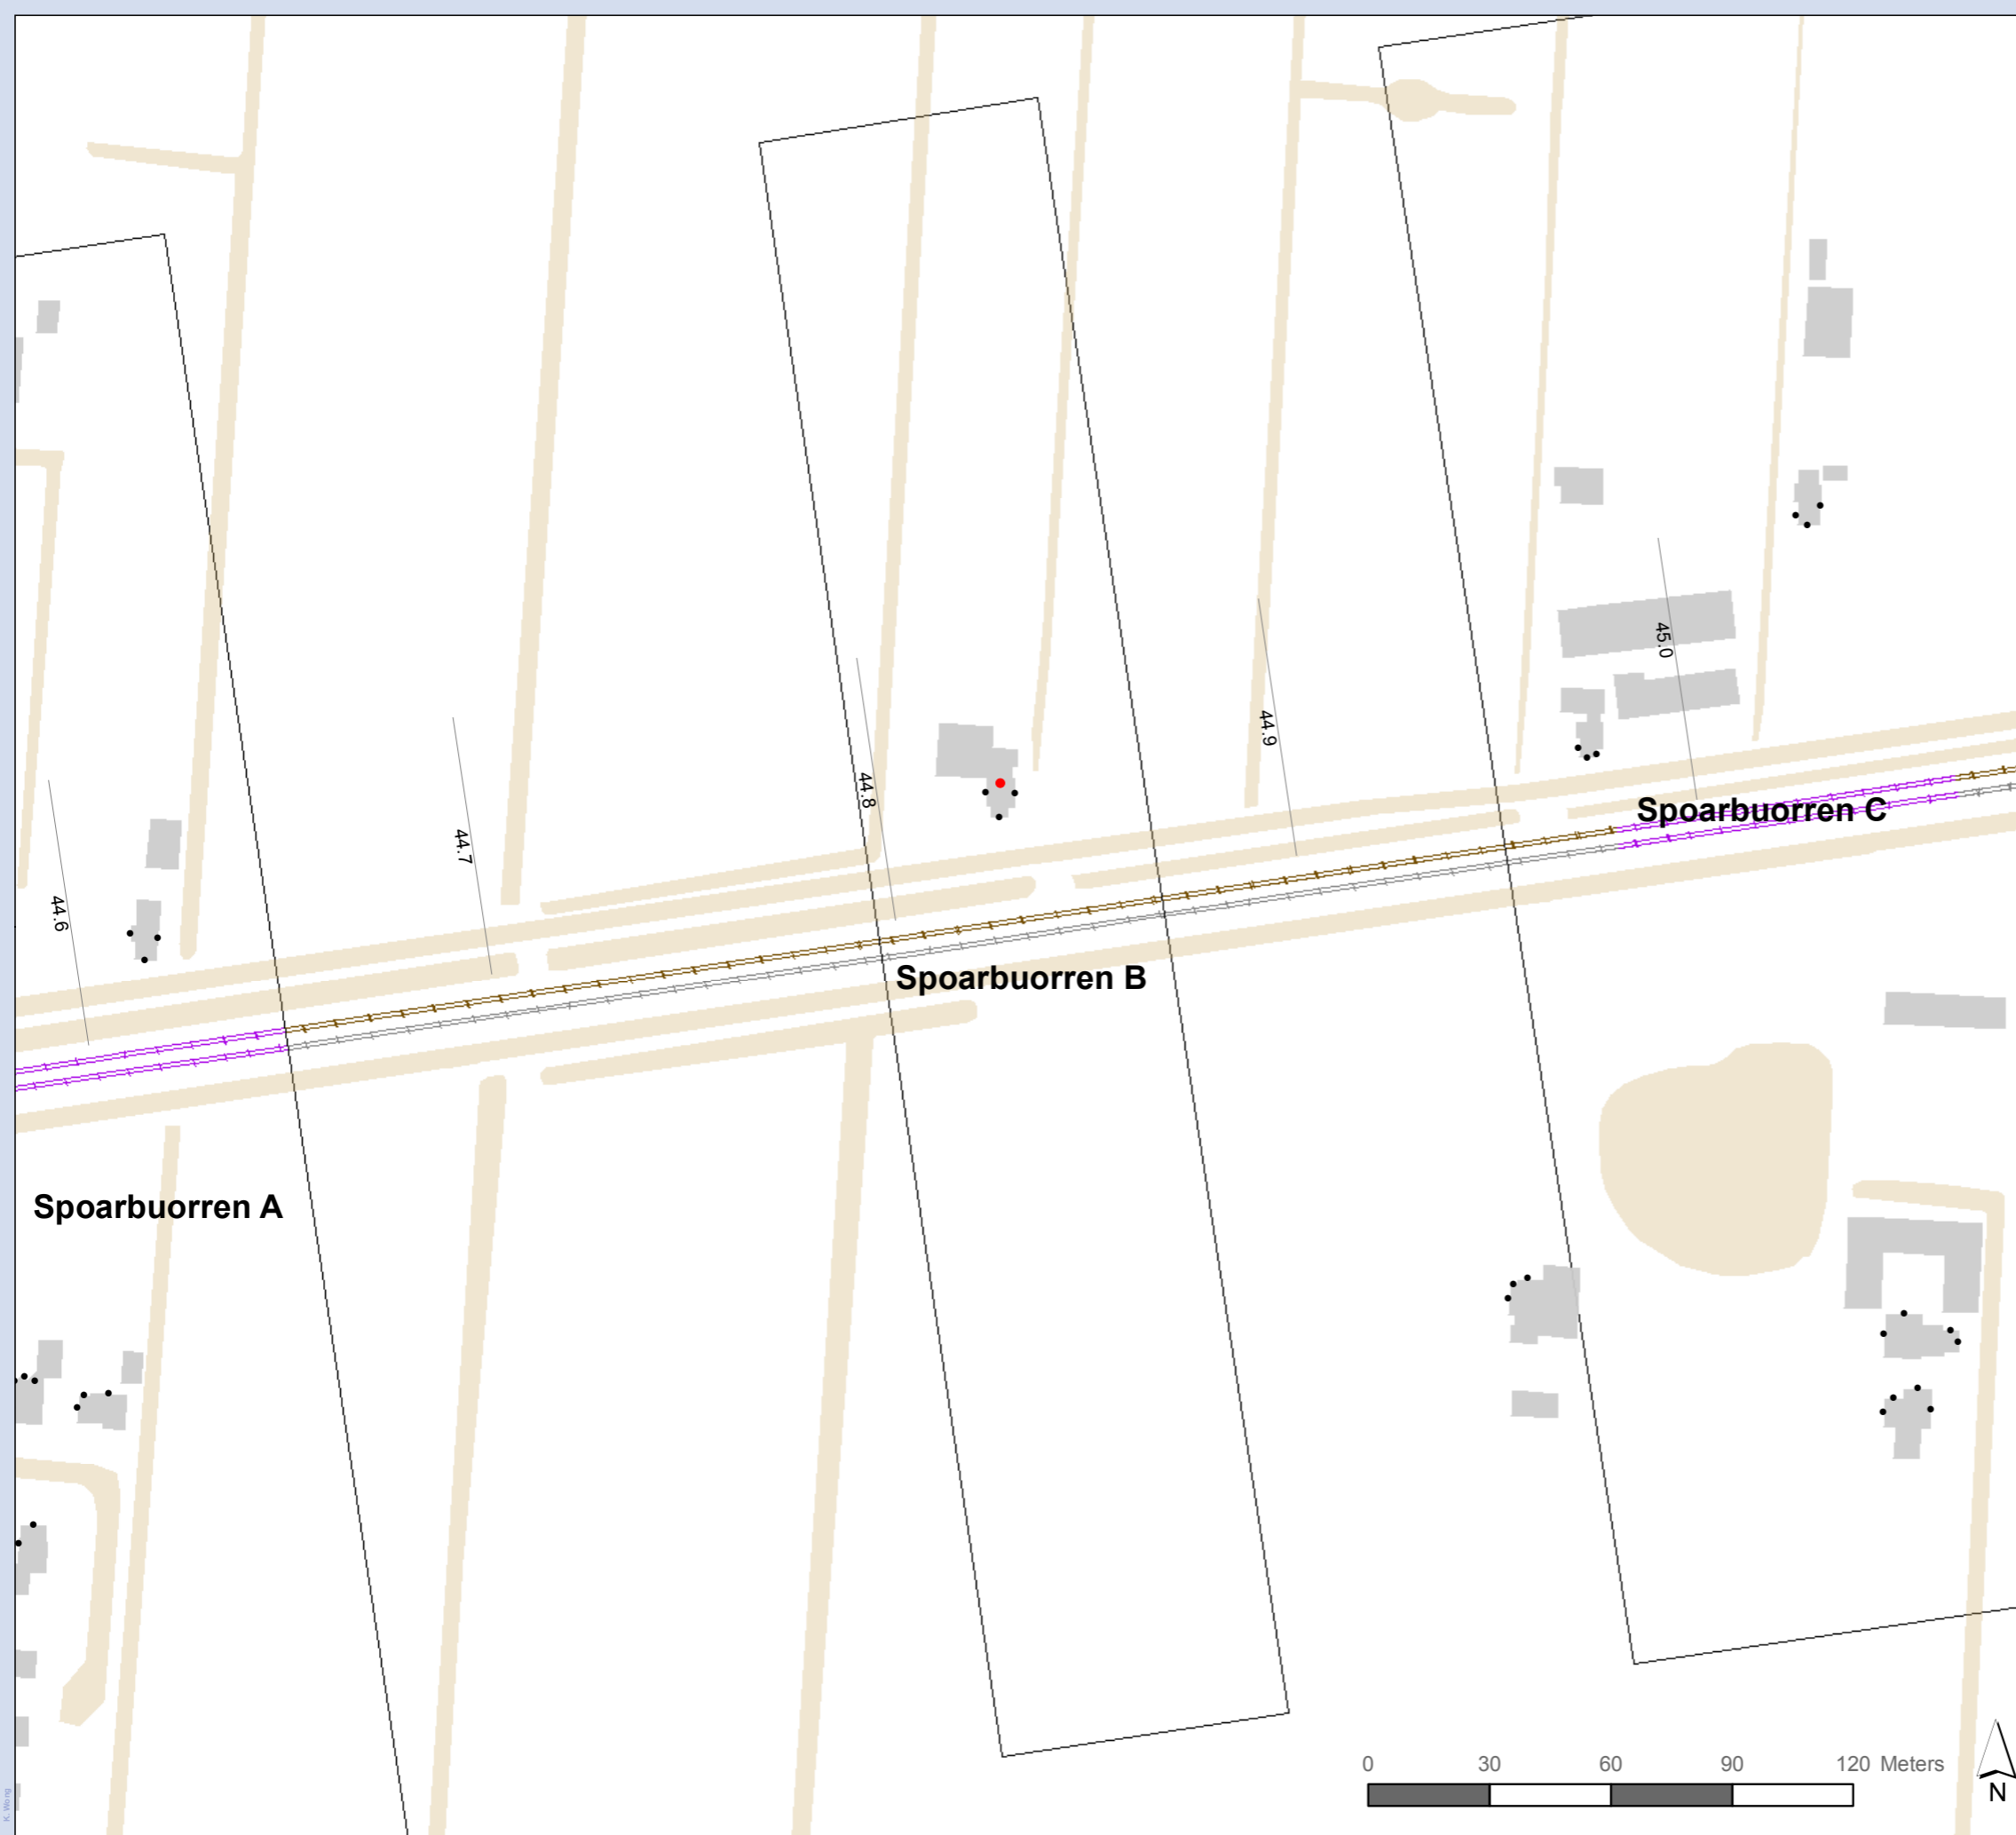 45.0
44.9
44.8
44.7
44.6
Spoarbuorren C
Spoarbuorren B
Spoarbuorren A
0 30 60 90 120 Meters
N
K. Wong